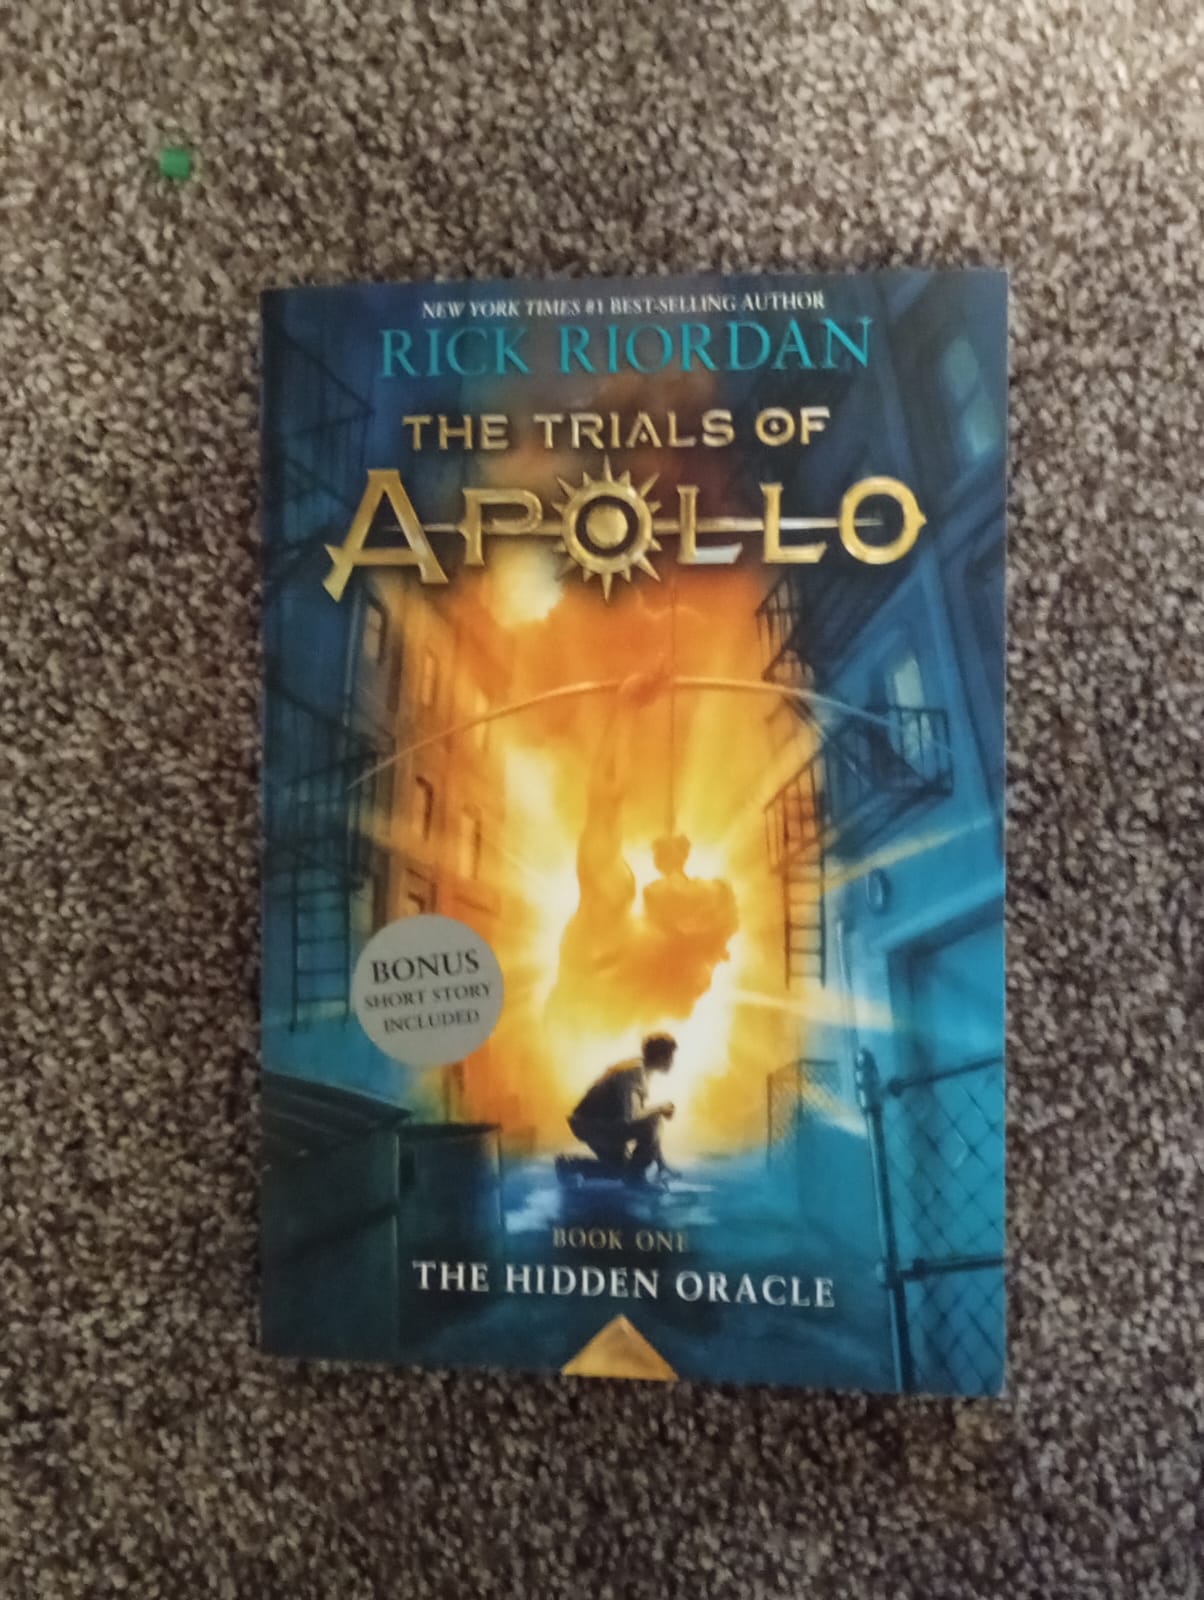 NEW YORK TIMES #1 BEST-SELLING AUTHOR
RICK RIORDAN
THE TRIALS OF
APOLLO
BONUS
SHORT STORY
INCLUDED
BOOK ONE
THE HIDDEN ORACLE